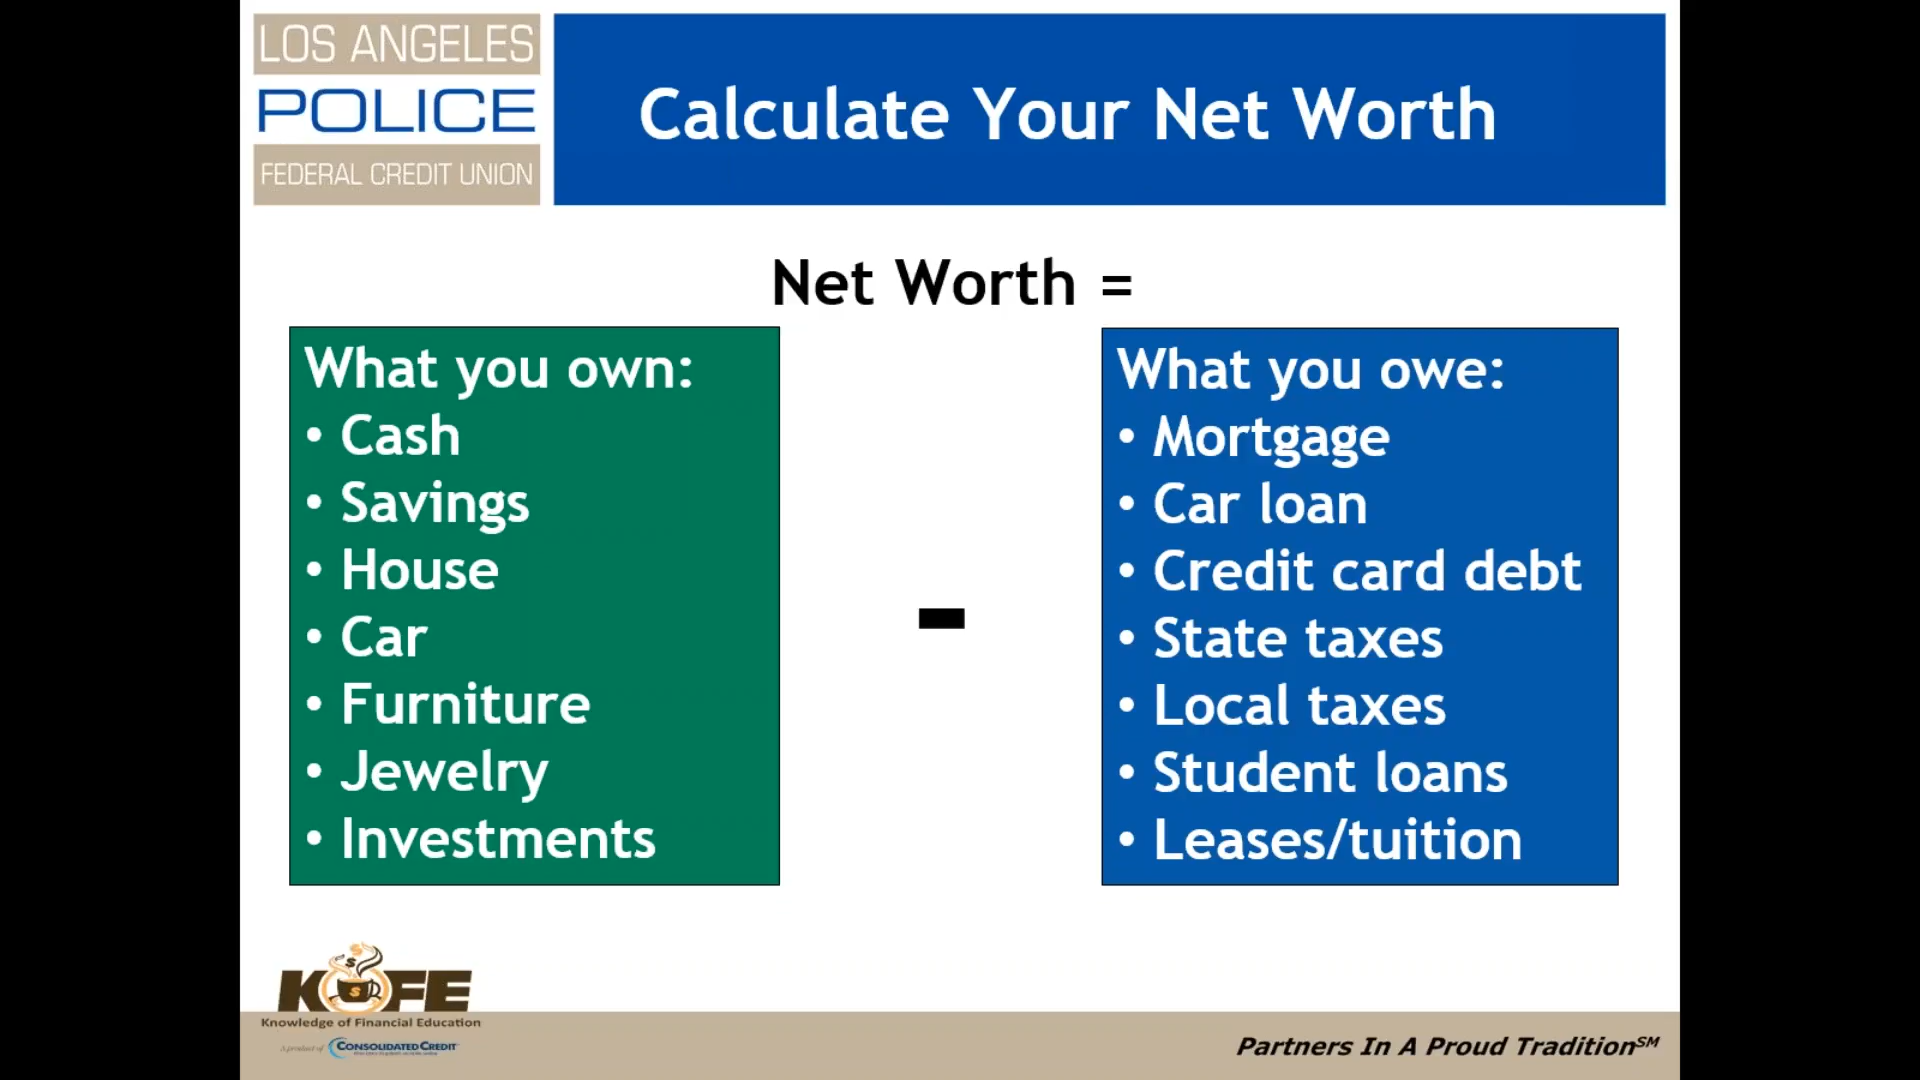 LOS ANGELES
POLICE
FEDERAL CREDIT UNION
Calculate Your Net Worth
Net Worth =
What you own:
• Cash
• Savings
• House
• Car
• Furniture
• Jewelry
• Investments
-
What you owe:
• Mortgage
• Car loan
• Credit card debt
• State taxes
• Local taxes
• Student loans
• Leases/tuition
KOFE
Knowledge of Financial Education
A product of CONSOLIDATED CREDIT
Partners In A Proud Tradition℠